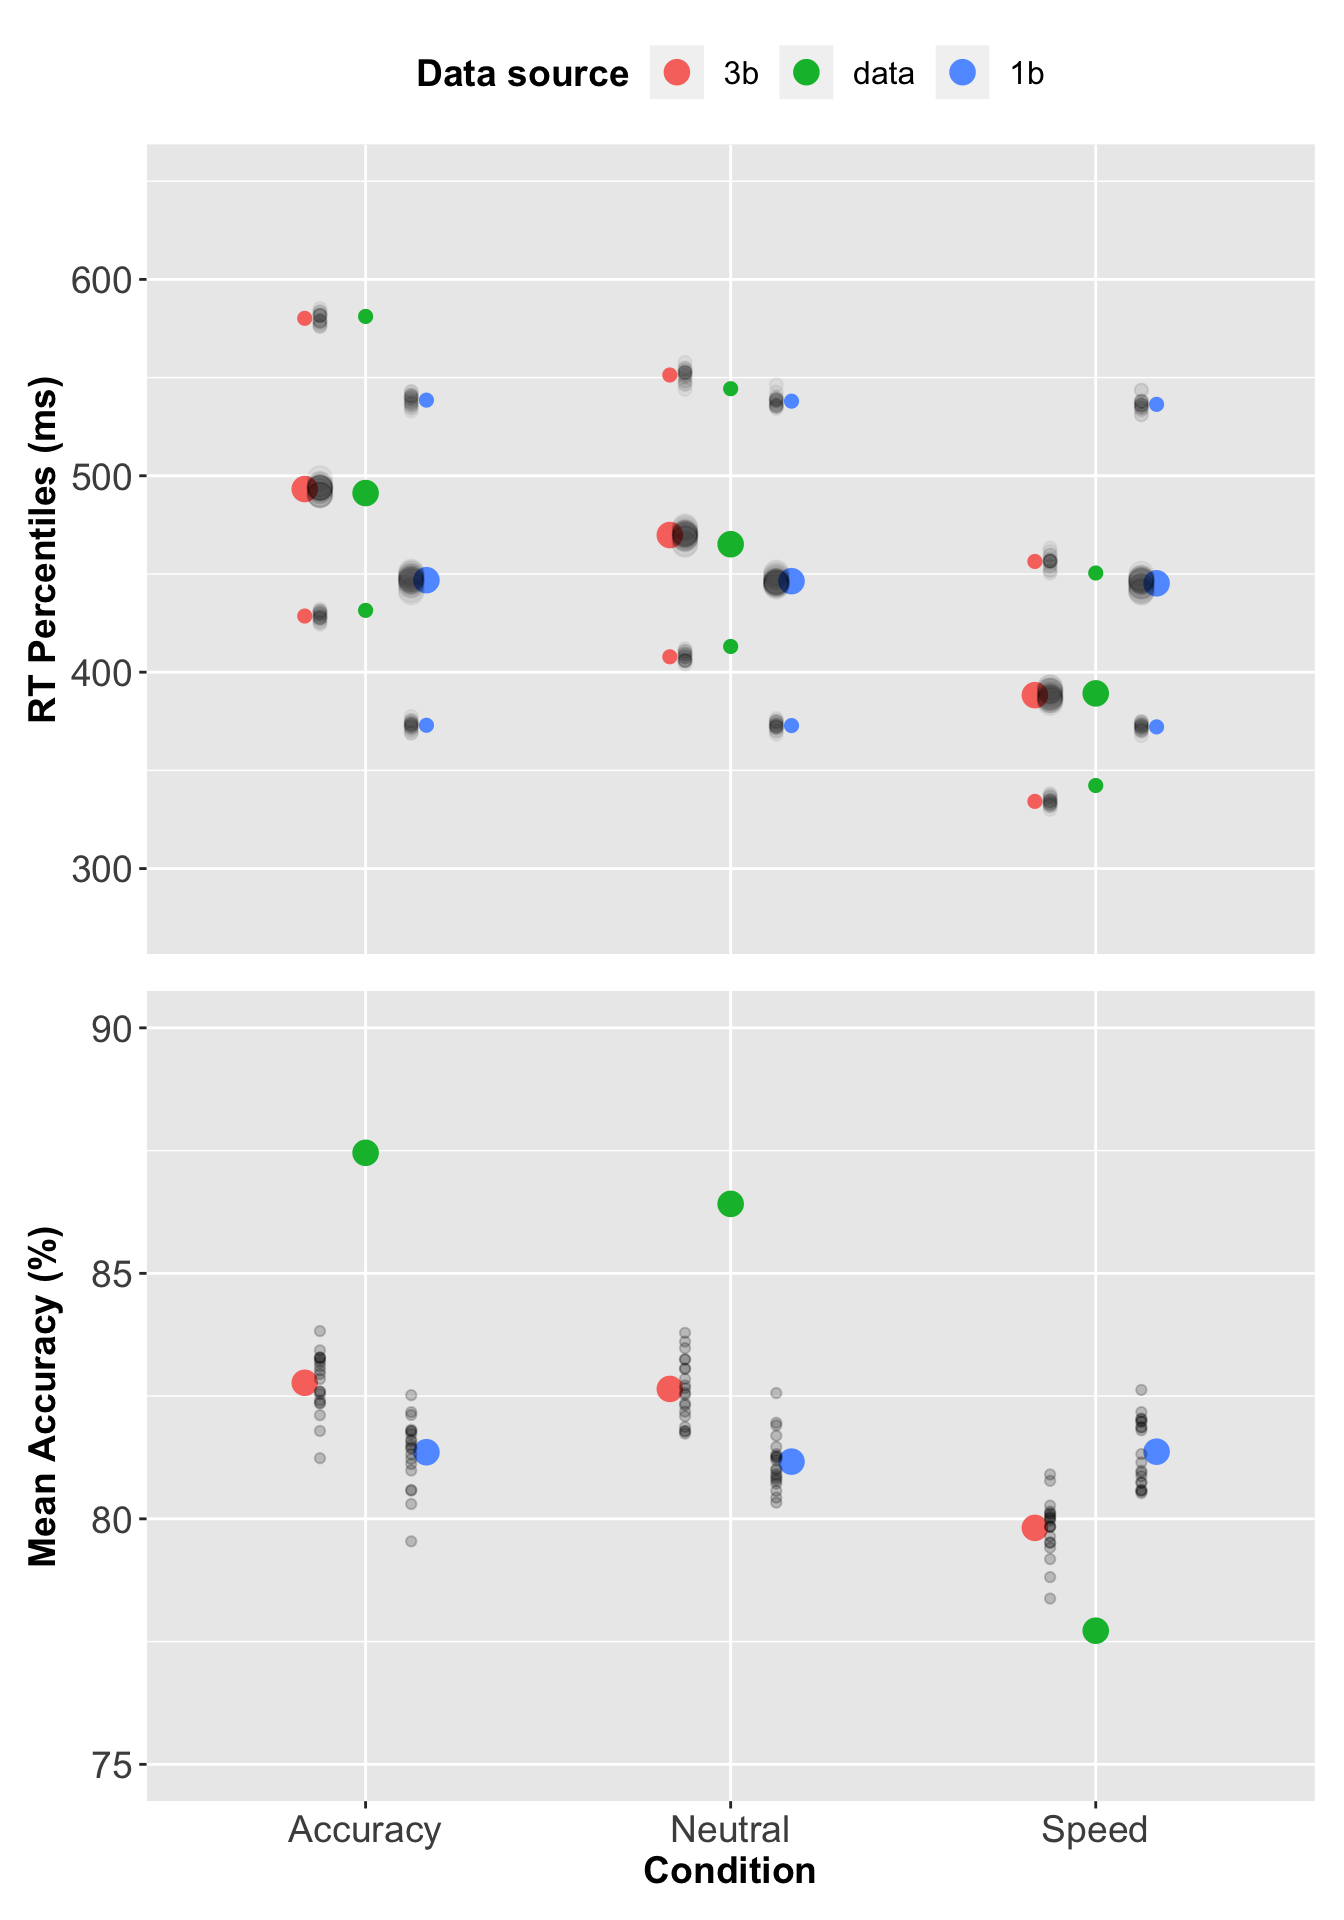 Data source 3b data 1b
RT Percentiles (ms)
600
500
400
300
Mean Accuracy (%)
90
85
80
75
Accuracy Neutral Speed
Condition